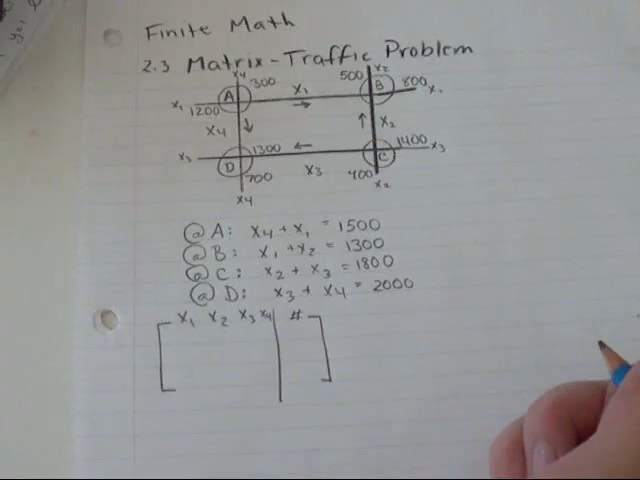 Finite Math
2.3 Matrix-Traffic Problem
x4 300 x1 500 x2 800 x1
A B
x1 1200
x4 x2
x3 1300 1400 x3
D C
700 x3 400
x4 x2
@ A: x4 + x1 = 1500
@ B: x1 + x2 = 1300
@ C: x2 + x3 = 1800
@ D: x3 + x4 = 2000
x1 x2 x3 x4 #